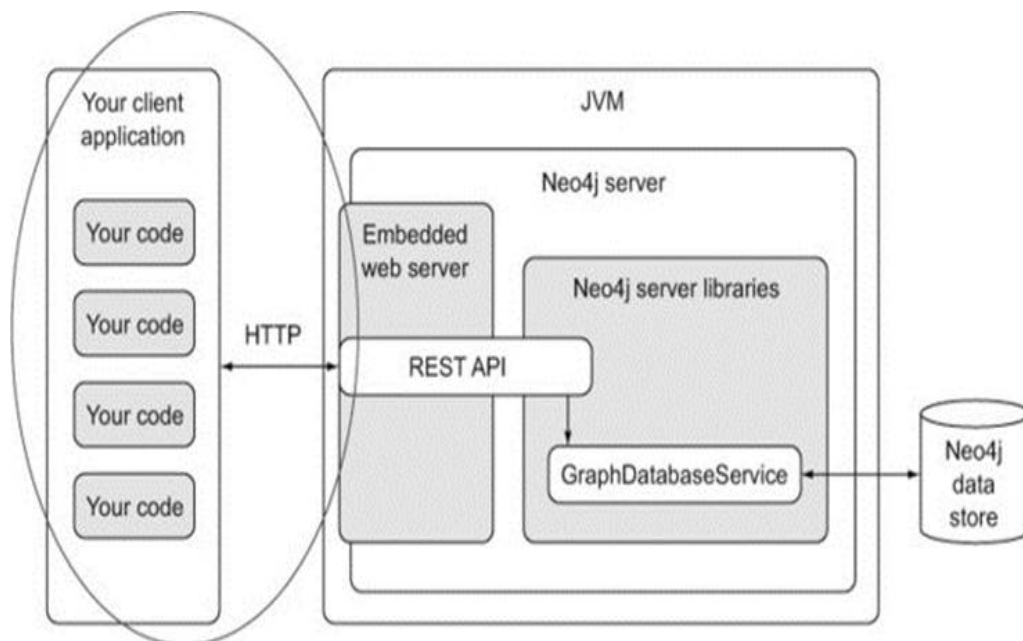 Your client
application
Your code
Your code
Your code
Your code
HTTP
JVM
Neo4j server
Embedded
web server
Neo4j server libraries
REST API
GraphDatabaseService
Neo4j
data
store